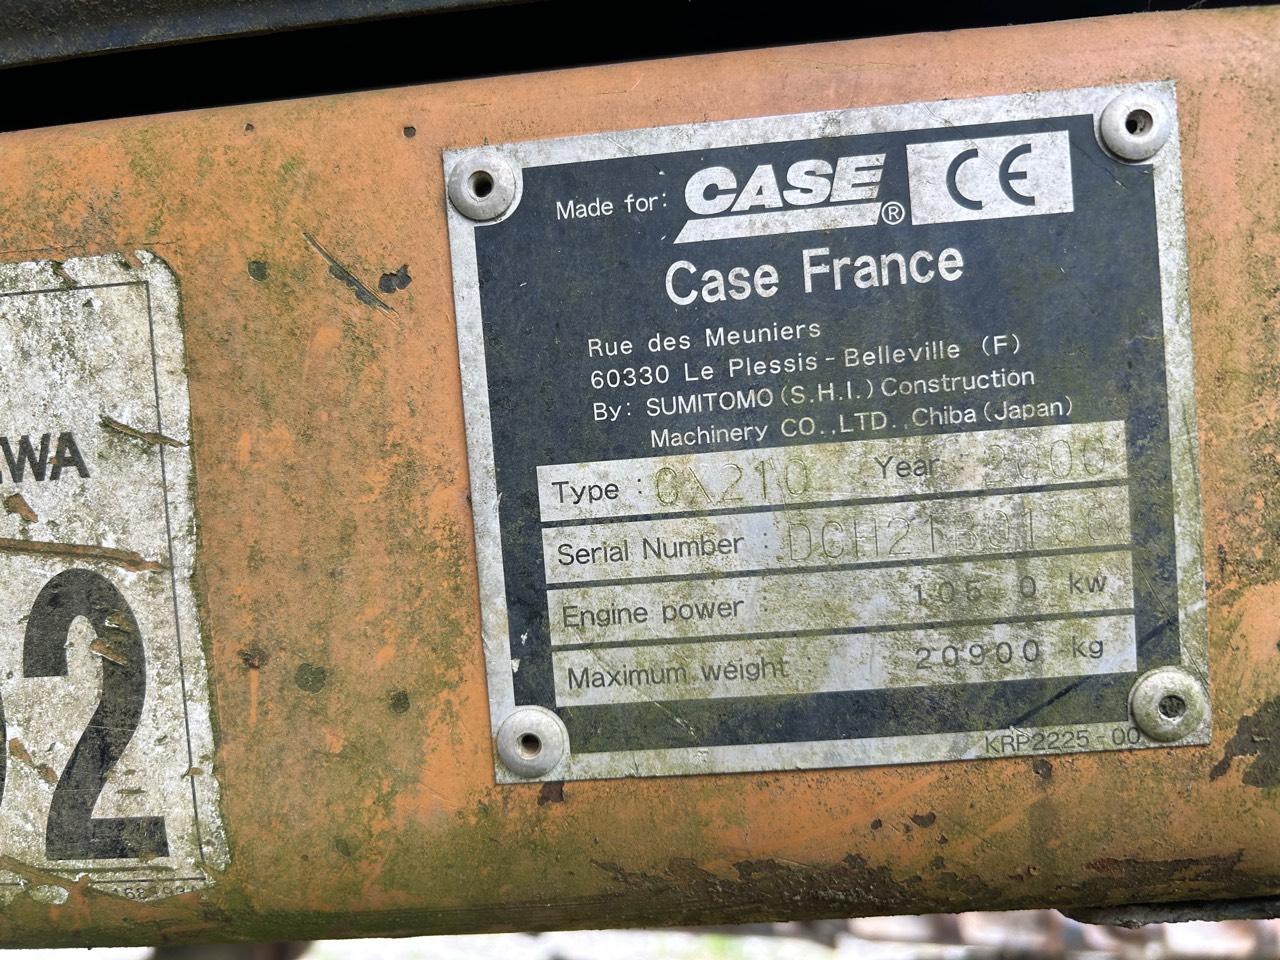 Made for: CASE ® CE
Case France
Rue des Meuniers
60330 Le Plessis - Belleville (F)
By: SUMITOMO (S.H.I.) Construction
Machinery CO.,LTD. Chiba (Japan)
Type : CX210 Year :
Serial Number :
Engine power : 105.0 kw
Maximum weight : 20900 kg
KRP2225-00
WA
2